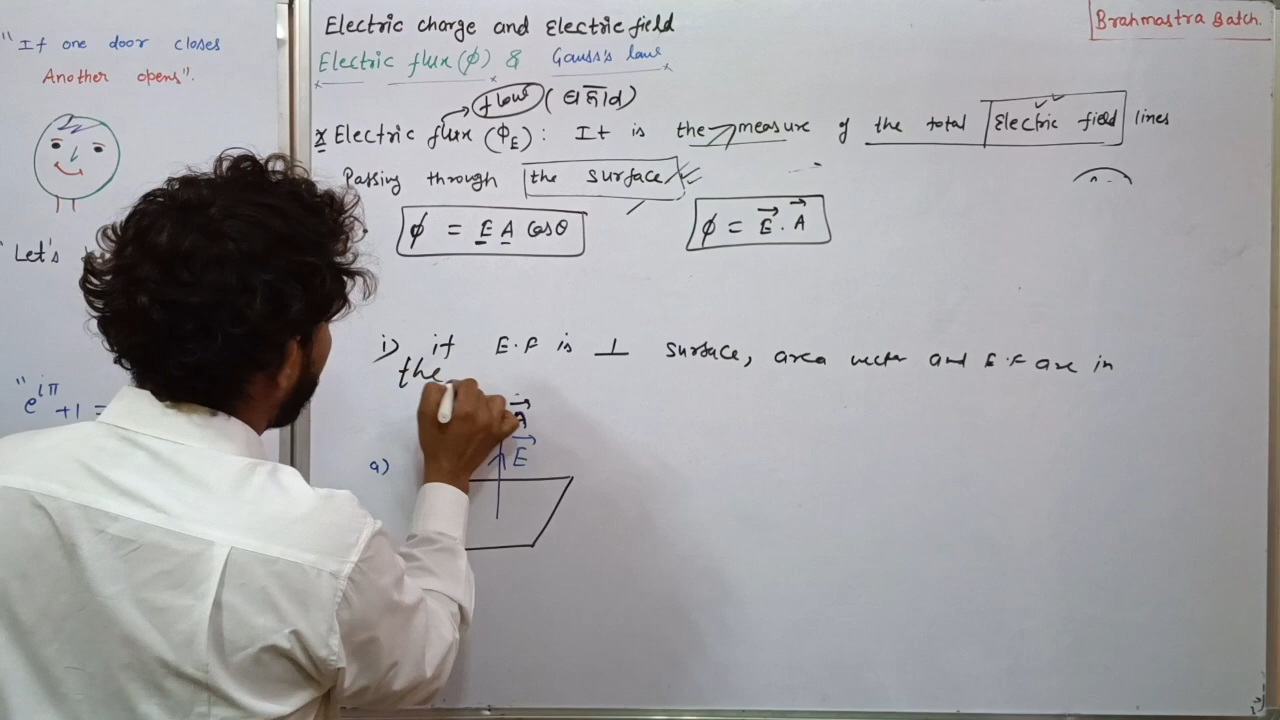 "If one door closes
Another opens".
"Let's
"e^iπ +1 =
Brahmastra Batch.
Electric charge and Electric field
Electric flux (ϕ) & Gauss's law
flow (प्रवाह)
Electric flux (ϕE): It is the measure of the total Electric field lines
Passing through the surface
ϕ = E A Cosθ
ϕ = E⃗ . A⃗
i) if E.F is ⊥ surface, area vector and E.F are in
the
A⃗
E⃗
a)